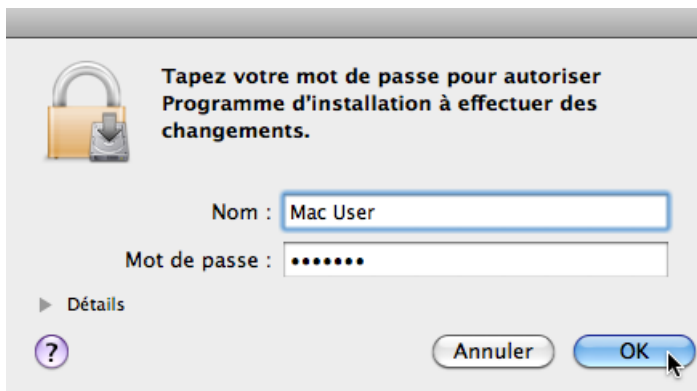 Tapez votre mot de passe pour autoriser
Programme d'installation à effectuer des
changements.
Nom : Mac User
Mot de passe : •••••••
Détails
? Annuler OK